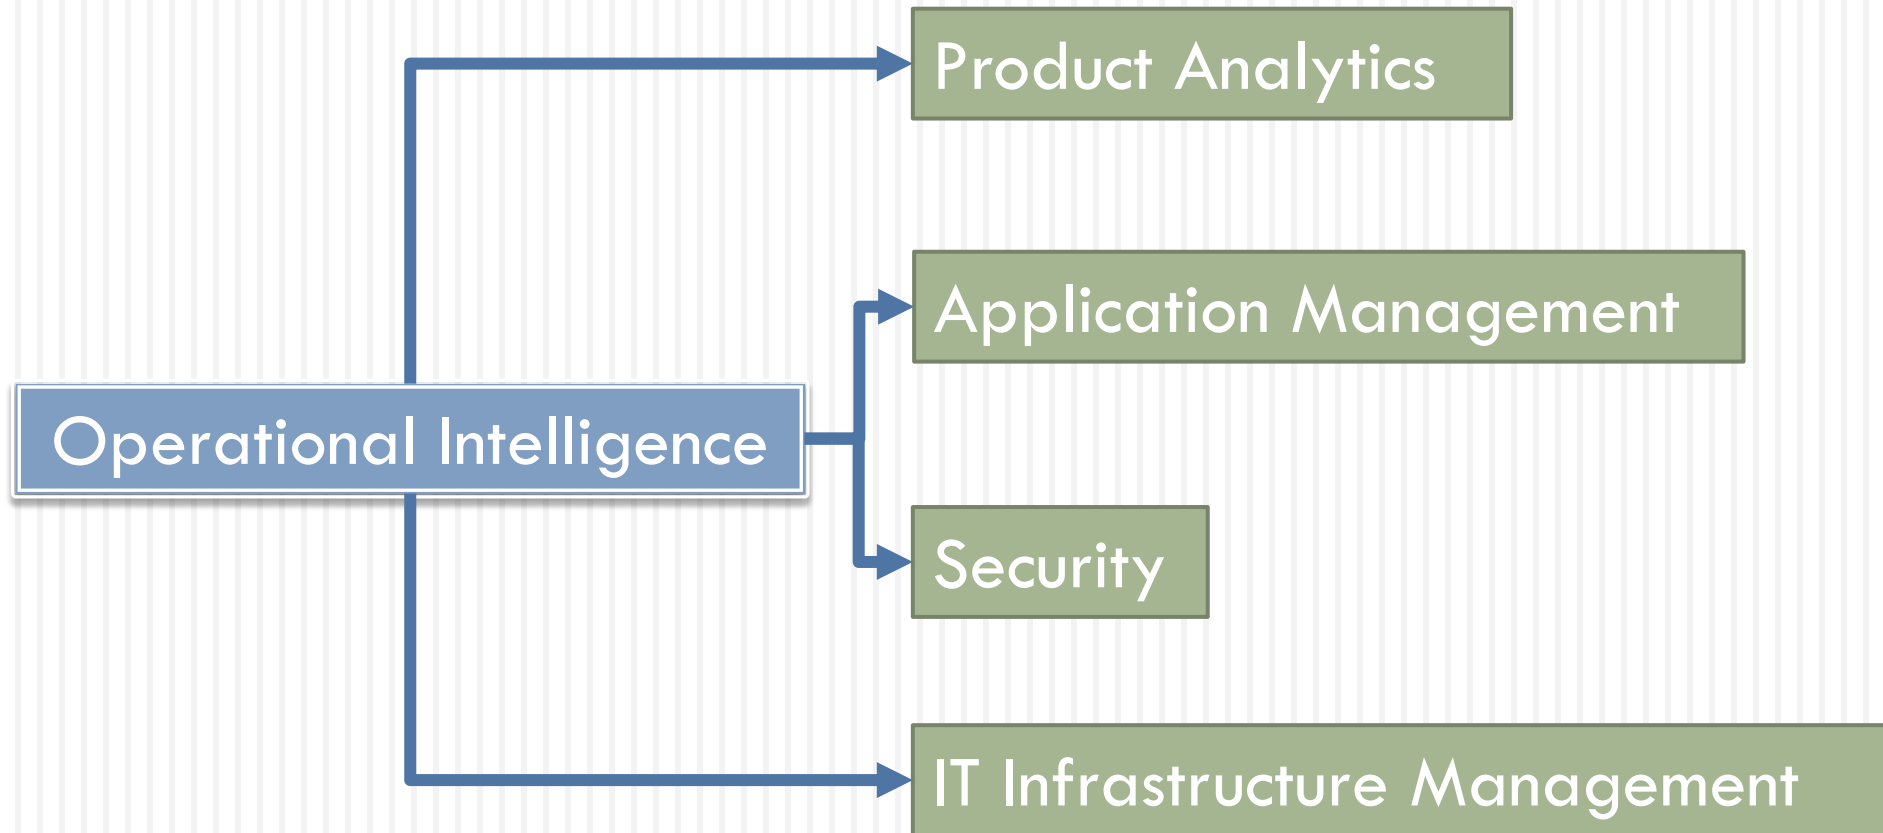 Product Analytics
Application Management
Operational Intelligence
Security
IT Infrastructure Management